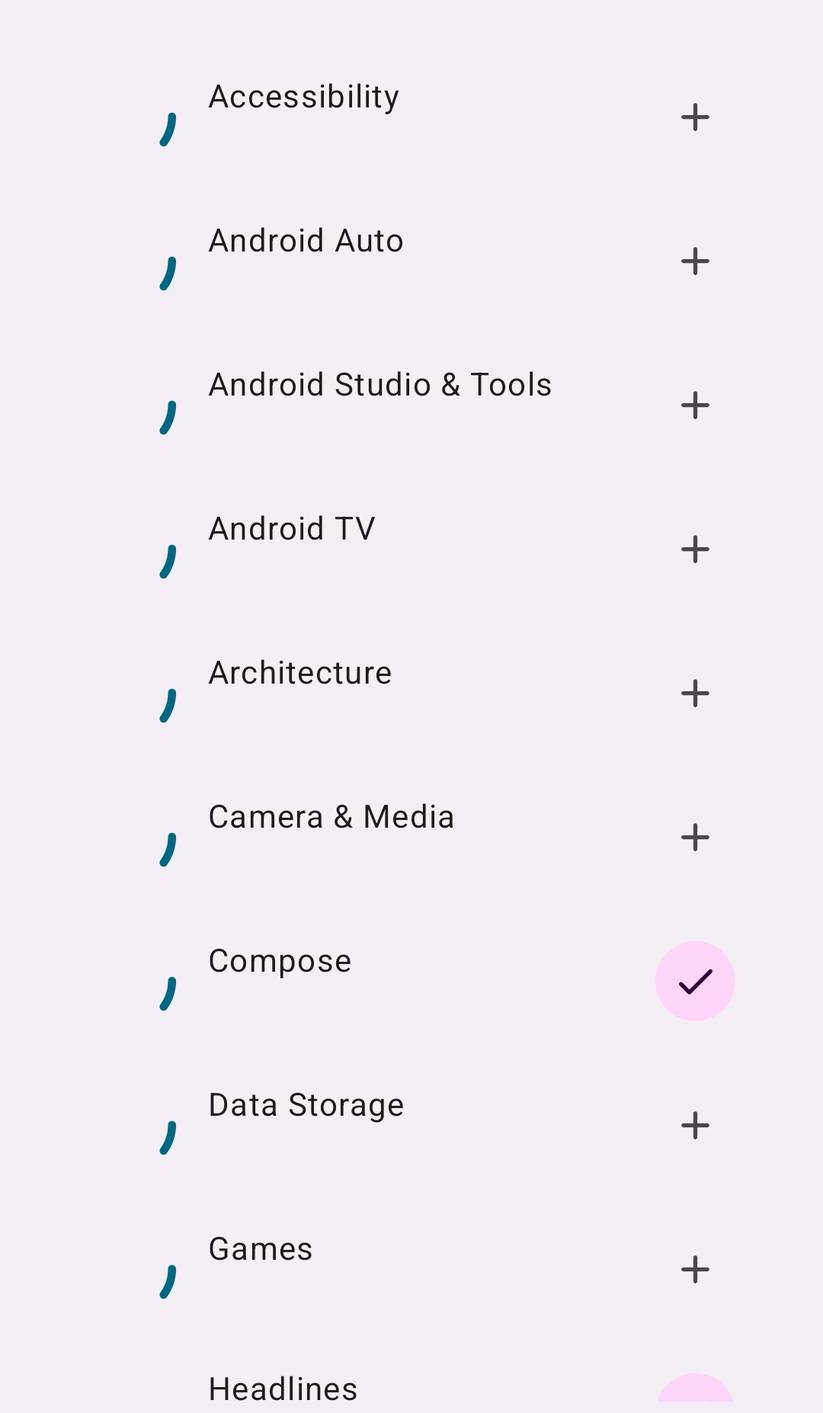 Accessibility
Android Auto
Android Studio & Tools
Android TV
Architecture
Camera & Media
Compose
Data Storage
Games
Headlines